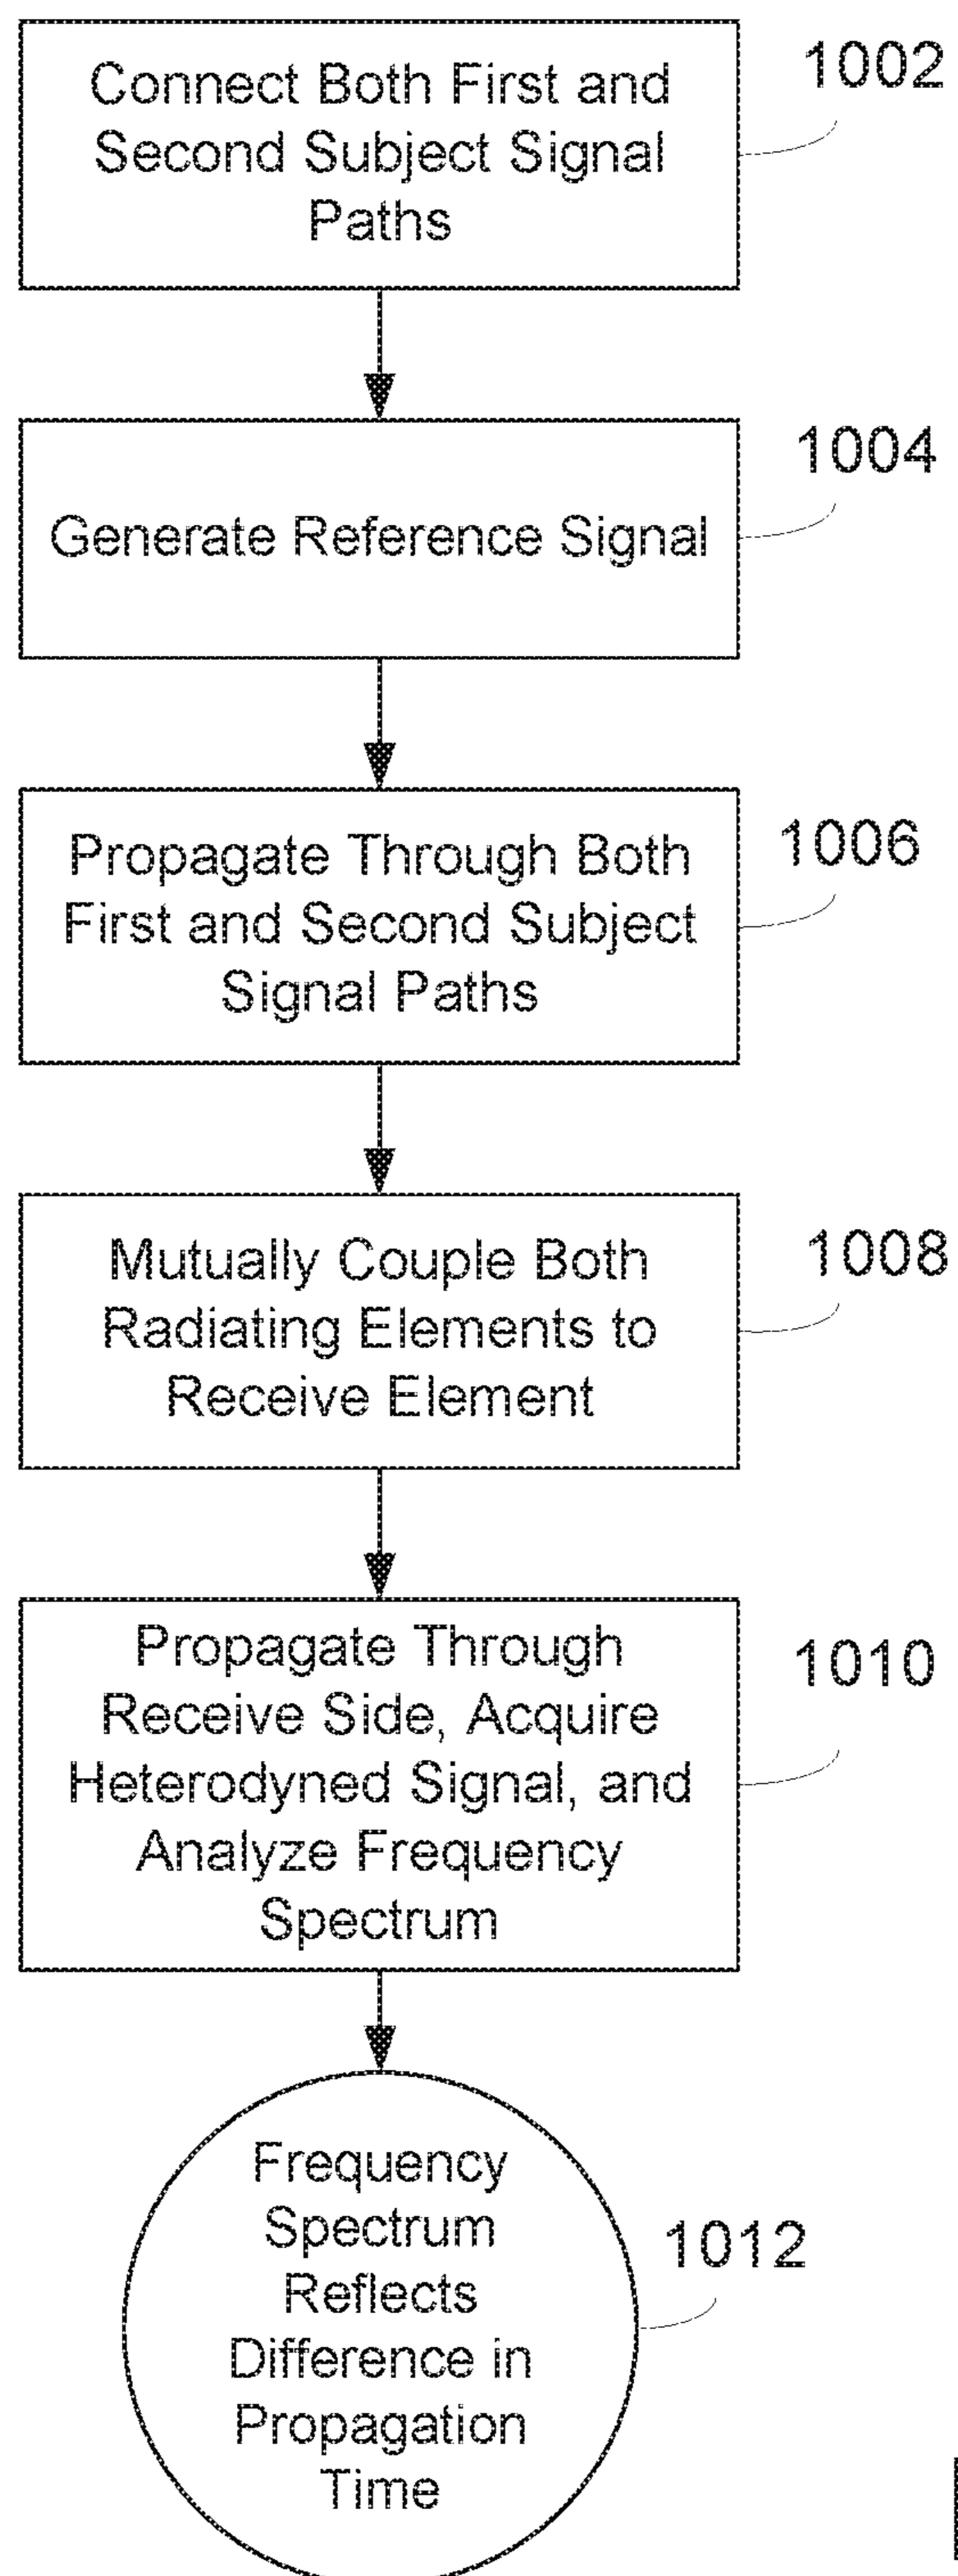 Connect Both First and
Second Subject Signal
Paths
1002
Generate Reference Signal
1004
Propagate Through Both
First and Second Subject
Signal Paths
1006
Mutually Couple Both
Radiating Elements to
Receive Element
1008
Propagate Through
Receive Side, Acquire
Heterodyned Signal, and
Analyze Frequency
Spectrum
1010
Frequency
Spectrum
Reflects
Difference in
Propagation
Time
1012